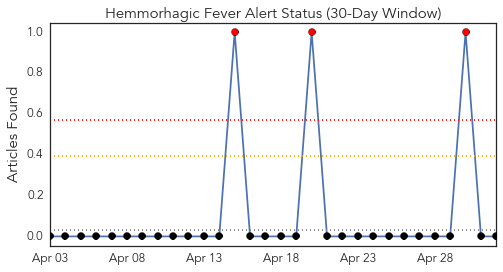 Hemmorhagic Fever Alert Status (30-Day Window)
Articles Found
1.0
0.8
0.6
0.4
0.2
0.0
Apr 03 Apr 08 Apr 13 Apr 18 Apr 23 Apr 28